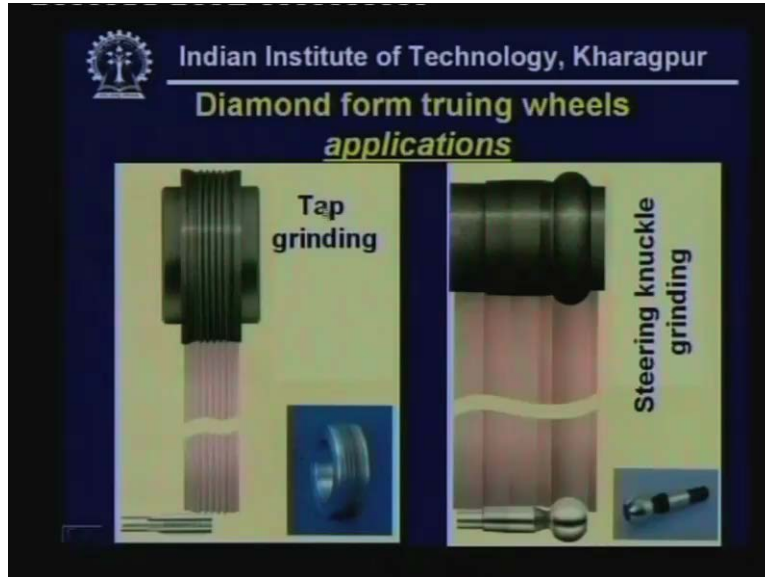 Indian Institute of Technology, Kharagpur
Diamond form truing wheels
applications
Tap
grinding
Steering knuckle
grinding